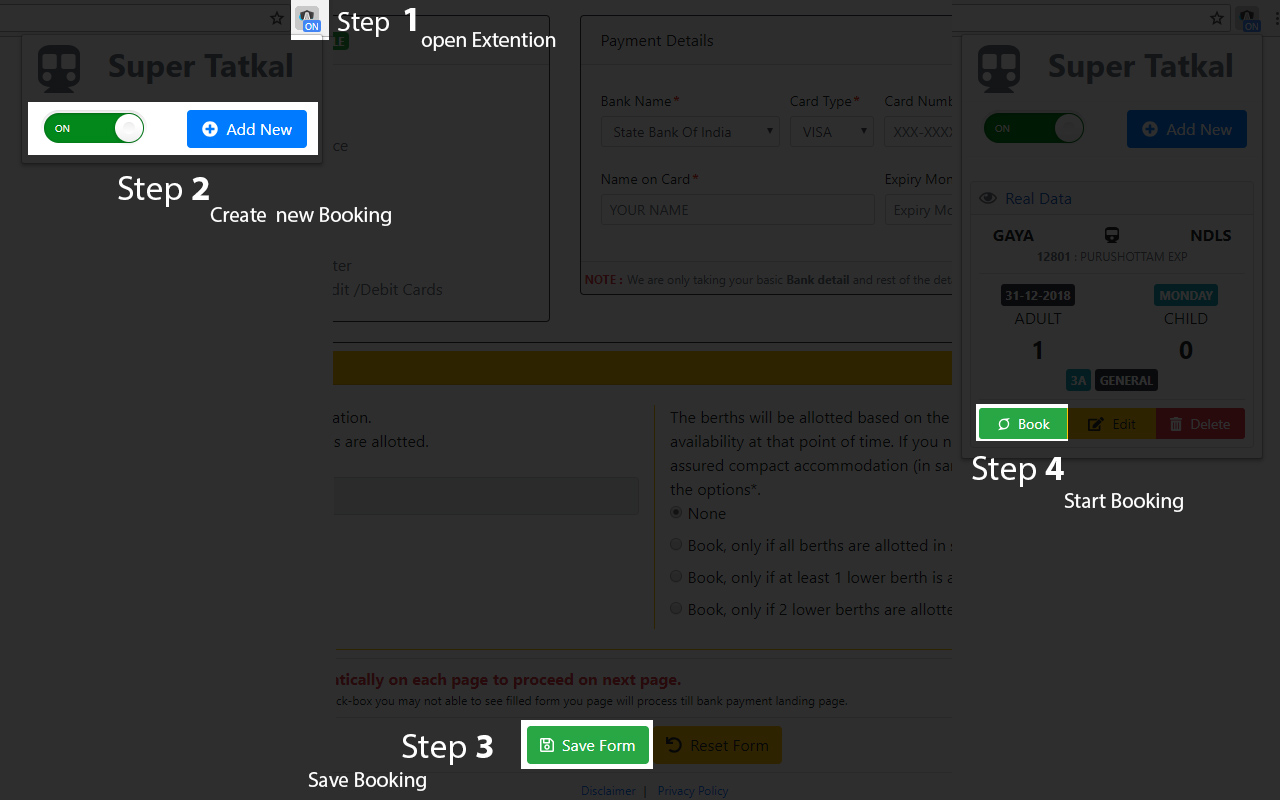 ON
Step 1
open Extention
Super Tatkal
ON
Add New
Step 2
Create new Booking
LE
ce
ter
dit /Debit Cards
Payment Details
Bank Name* Card Type* Card Numb
State Bank Of India VISA XXX-XXXX
Name on Card* Expiry Mon
YOUR NAME Expiry Mo
NOTE : We are only taking your basic Bank detail and rest of the det
ation.
s are allotted.
The berths will be allotted based on the
availability at that point of time. If you n
assured compact accommodation (in sa
the options*.
None
Book, only if all berths are allotted in s
Book, only if at least 1 lower berth is a
Book, only if 2 lower berths are allotte
atically on each page to proceed on next page.
ck-box you may not able to see filled form you page will process till bank payment landing page.
Step 3
Save Booking
Save Form
Reset Form
Disclaimer | Privacy Policy
ON
Super Tatkal
ON
Add New
Real Data
GAYA NDLS
12801 : PURUSHOTTAM EXP
31-12-2018 MONDAY
ADULT CHILD
1 0
3A GENERAL
Book Edit Delete
Step 4
Start Booking